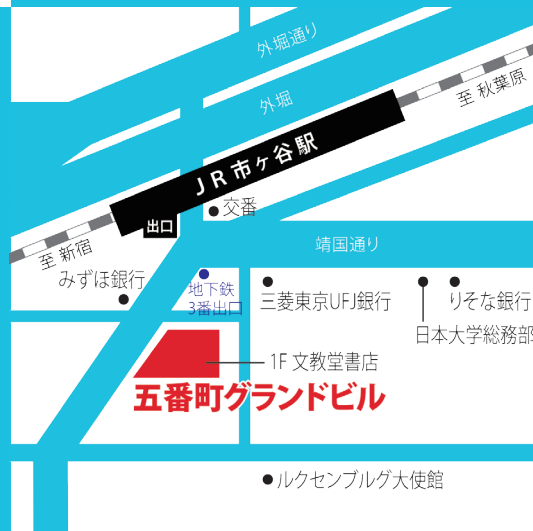 外堀通り
外堀
至 秋葉原
JR市ヶ谷駅
交番
出口
靖国通り
至 新宿
みずほ銀行
地下鉄
3番出口
三菱東京UFJ銀行
りそな銀行
日本大学総務部
1F 文教堂書店
五番町グランドビル
ルクセンブルグ大使館